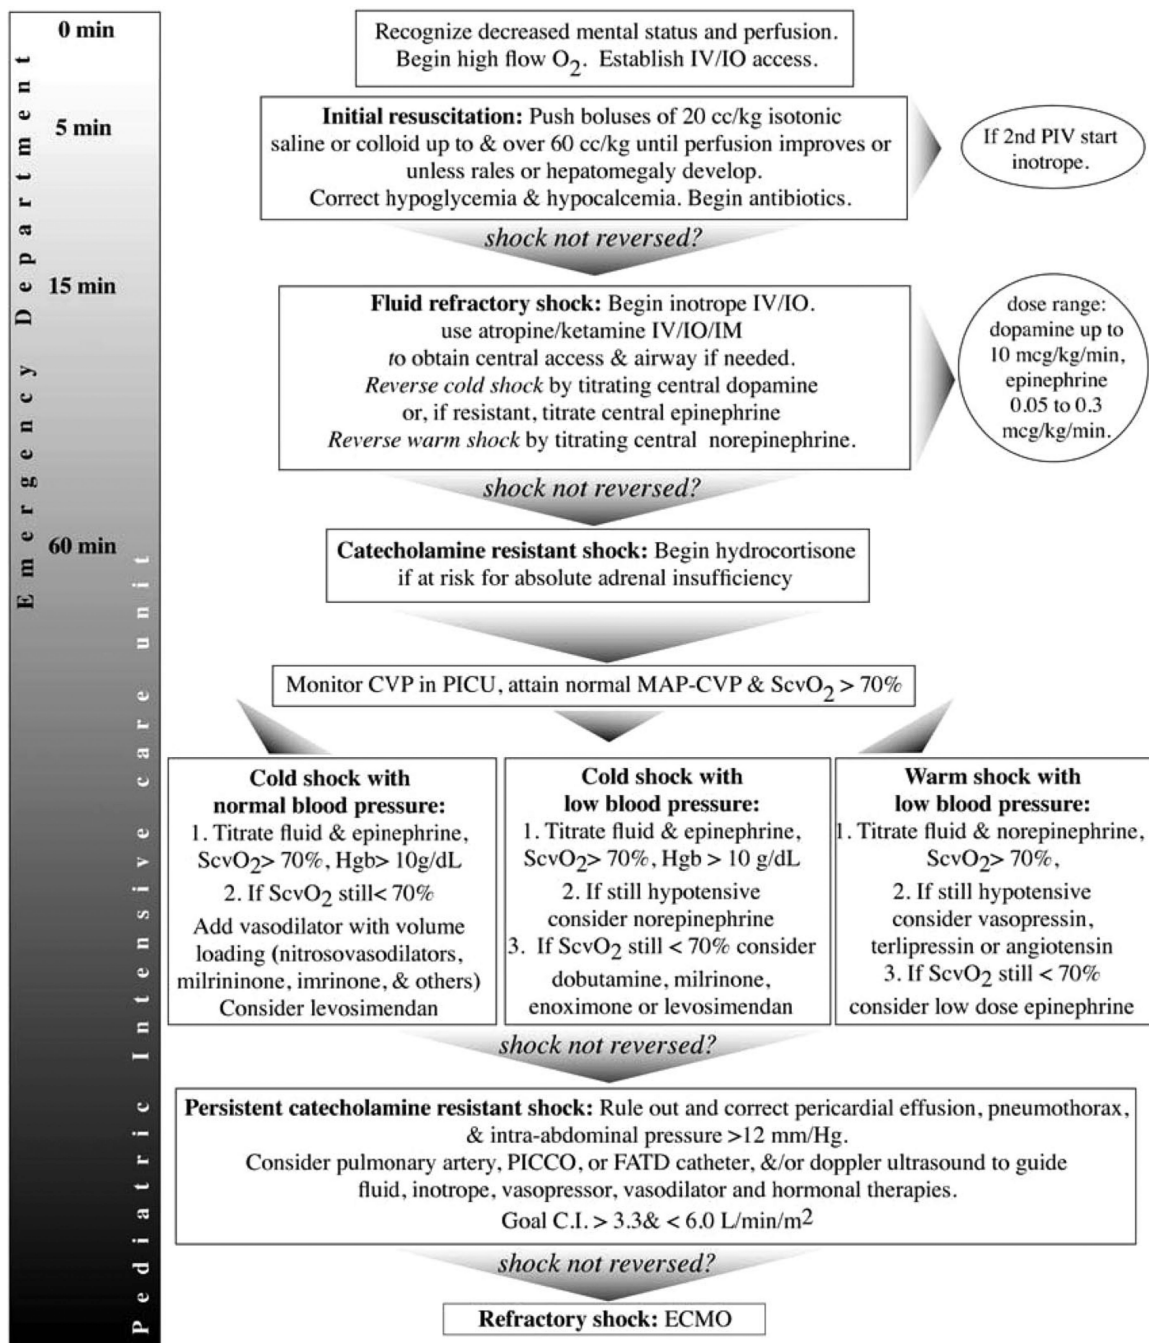 0 min
5 min
15 min
60 min
Emergency Department
Pediatric Intensive care unit
Recognize decreased mental status and perfusion.
Begin high flow O2. Establish IV/IO access.
Initial resuscitation: Push boluses of 20 cc/kg isotonic
saline or colloid up to & over 60 cc/kg until perfusion improves or
unless rales or hepatomegaly develop.
Correct hypoglycemia & hypocalcemia. Begin antibiotics.
If 2nd PIV start
inotrope.
shock not reversed?
Fluid refractory shock: Begin inotrope IV/IO.
use atropine/ketamine IV/IO/IM
to obtain central access & airway if needed.
Reverse cold shock by titrating central dopamine
or, if resistant, titrate central epinephrine
Reverse warm shock by titrating central norepinephrine.
dose range:
dopamine up to
10 mcg/kg/min,
epinephrine
0.05 to 0.3
mcg/kg/min.
shock not reversed?
Catecholamine resistant shock: Begin hydrocortisone
if at risk for absolute adrenal insufficiency
Monitor CVP in PICU, attain normal MAP-CVP & ScvO2 > 70%
Cold shock with
normal blood pressure:
1. Titrate fluid & epinephrine,
ScvO2> 70%, Hgb> 10g/dL
2. If ScvO2 still< 70%
Add vasodilator with volume
loading (nitrosovasodilators,
milrininone, imrinone, & others)
Consider levosimendan
Cold shock with
low blood pressure:
1. Titrate fluid & epinephrine,
ScvO2> 70%, Hgb > 10 g/dL
2. If still hypotensive
consider norepinephrine
3. If ScvO2 still < 70% consider
dobutamine, milrinone,
enoximone or levosimendan
Warm shock with
low blood pressure:
1. Titrate fluid & norepinephrine,
ScvO2> 70%,
2. If still hypotensive
consider vasopressin,
terlipressin or angiotensin
3. If ScvO2 still < 70%
consider low dose epinephrine
shock not reversed?
Persistent catecholamine resistant shock: Rule out and correct pericardial effusion, pneumothorax,
& intra-abdominal pressure >12 mm/Hg.
Consider pulmonary artery, PICCO, or FATD catheter, &/or doppler ultrasound to guide
fluid, inotrope, vasopressor, vasodilator and hormonal therapies.
Goal C.I. > 3.3& < 6.0 L/min/m2
shock not reversed?
Refractory shock: ECMO